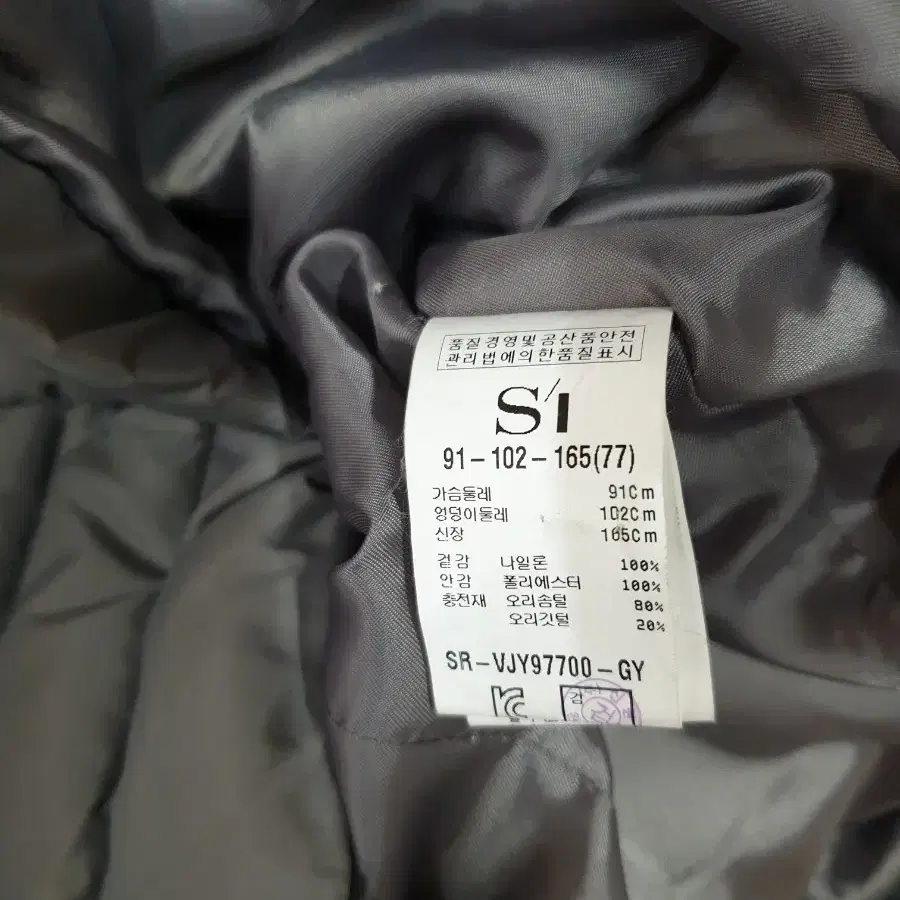 품질경영및공산품안전
관리법에의한품질표시
S'I
91-102-165(77)
가슴둘레 91Cm
엉덩이둘레 102Cm
신장 165Cm
겉감 나일론 100%
안감 폴리에스터 100%
충전재 오리솜털 80%
오리깃털 20%
SR-VJY97700-GY
검